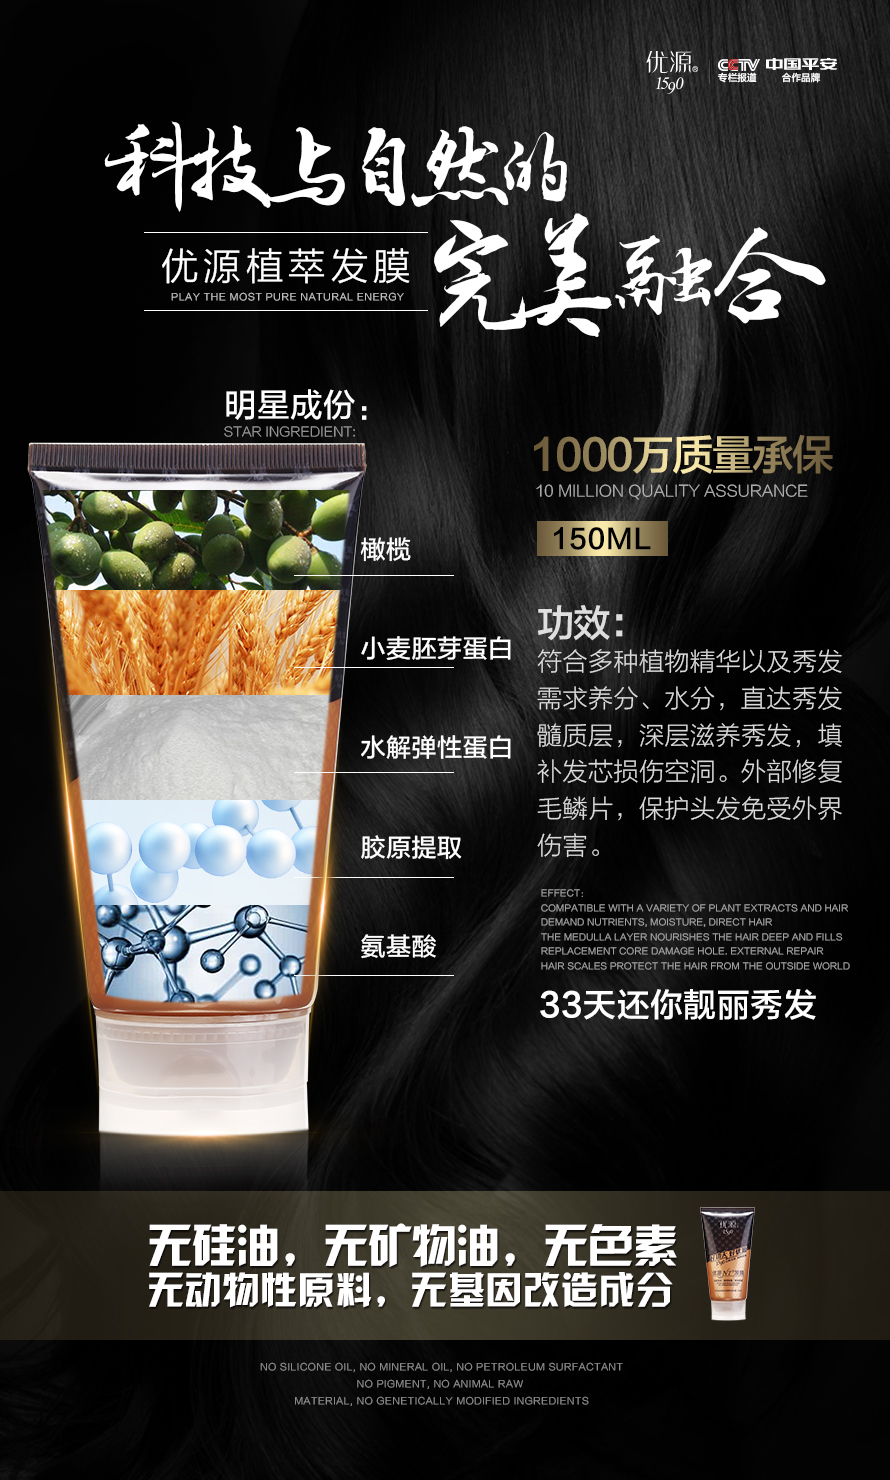 优源®
1590
CCTV 中国平安
专栏报道 合作品牌
科技与自然的
完美融合
优源植萃发膜
PLAY THE MOST PURE NATURAL ENERGY
明星成份：
STAR INGREDIENT:
橄榄
小麦胚芽蛋白
水解弹性蛋白
胶原提取
氨基酸
1000万质量承保
10 MILLION QUALITY ASSURANCE
150ML
功效：
符合多种植物精华以及秀发
需求养分、水分，直达秀发
髓质层，深层滋养秀发，填
补发芯损伤空洞。外部修复
毛鳞片，保护头发免受外界
伤害。
EFFECT:
COMPATIBLE WITH A VARIETY OF PLANT EXTRACTS AND HAIR
DEMAND NUTRIENTS, MOISTURE, DIRECT HAIR
THE MEDULLA LAYER NOURISHES THE HAIR DEEP AND FILLS
REPLACEMENT CORE DAMAGE HOLE. EXTERNAL REPAIR
HAIR SCALES PROTECT THE HAIR FROM THE OUTSIDE WORLD
33天还你靓丽秀发
无硅油，无矿物油，无色素
无动物性原料，无基因改造成分
优源
1590
NO SILICONE OIL, NO MINERAL OIL, NO PETROLEUM SURFACTANT
NO PIGMENT, NO ANIMAL RAW
MATERIAL, NO GENETICALLY MODIFIED INGREDIENTS